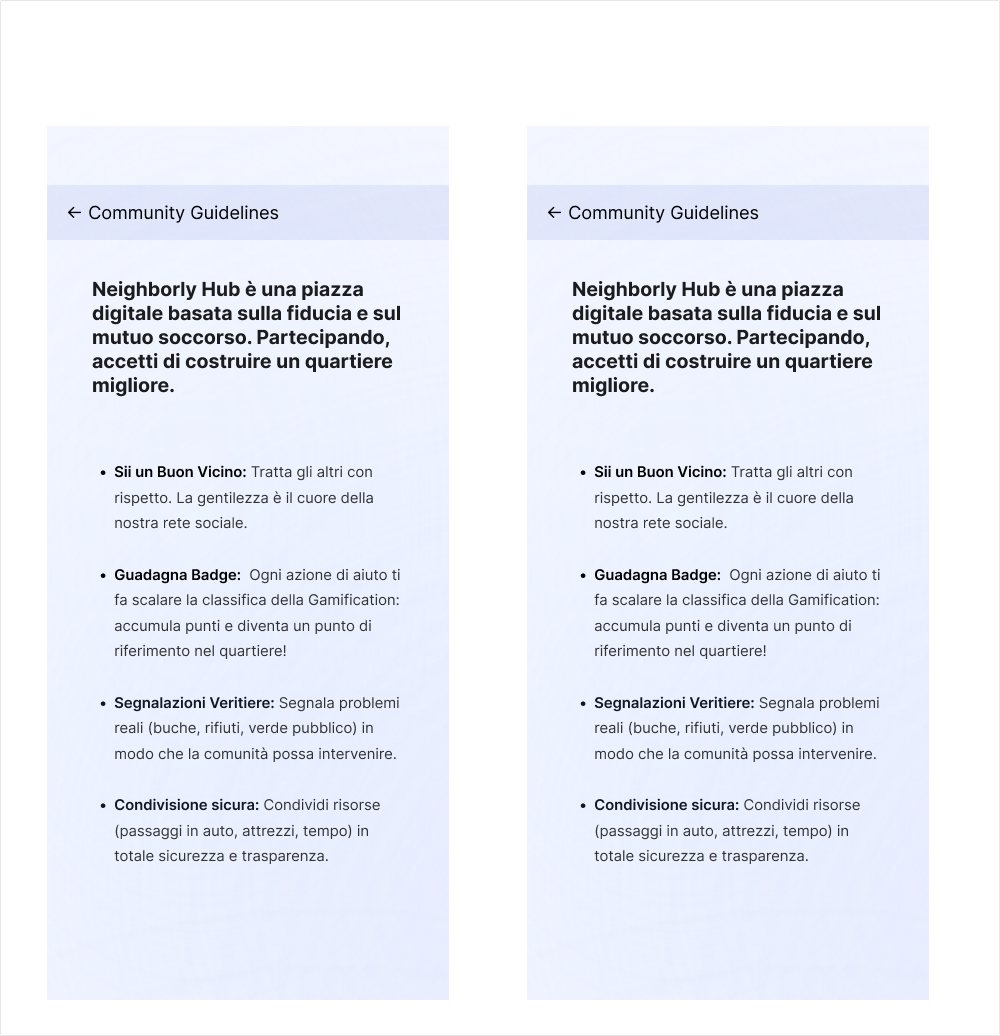 ← Community Guidelines
Neighborly Hub è una piazza
digitale basata sulla fiducia e sul
mutuo soccorso. Partecipando,
accetti di costruire un quartiere
migliore.
• Sii un Buon Vicino: Tratta gli altri con
rispetto. La gentilezza è il cuore della
nostra rete sociale.
• Guadagna Badge:  Ogni azione di aiuto ti
fa scalare la classifica della Gamification:
accumula punti e diventa un punto di
riferimento nel quartiere!
• Segnalazioni Veritiere: Segnala problemi
reali (buche, rifiuti, verde pubblico) in
modo che la comunità possa intervenire.
• Condivisione sicura: Condividi risorse
(passaggi in auto, attrezzi, tempo) in
totale sicurezza e trasparenza.
← Community Guidelines
Neighborly Hub è una piazza
digitale basata sulla fiducia e sul
mutuo soccorso. Partecipando,
accetti di costruire un quartiere
migliore.
• Sii un Buon Vicino: Tratta gli altri con
rispetto. La gentilezza è il cuore della
nostra rete sociale.
• Guadagna Badge:  Ogni azione di aiuto ti
fa scalare la classifica della Gamification:
accumula punti e diventa un punto di
riferimento nel quartiere!
• Segnalazioni Veritiere: Segnala problemi
reali (buche, rifiuti, verde pubblico) in
modo che la comunità possa intervenire.
• Condivisione sicura: Condividi risorse
(passaggi in auto, attrezzi, tempo) in
totale sicurezza e trasparenza.